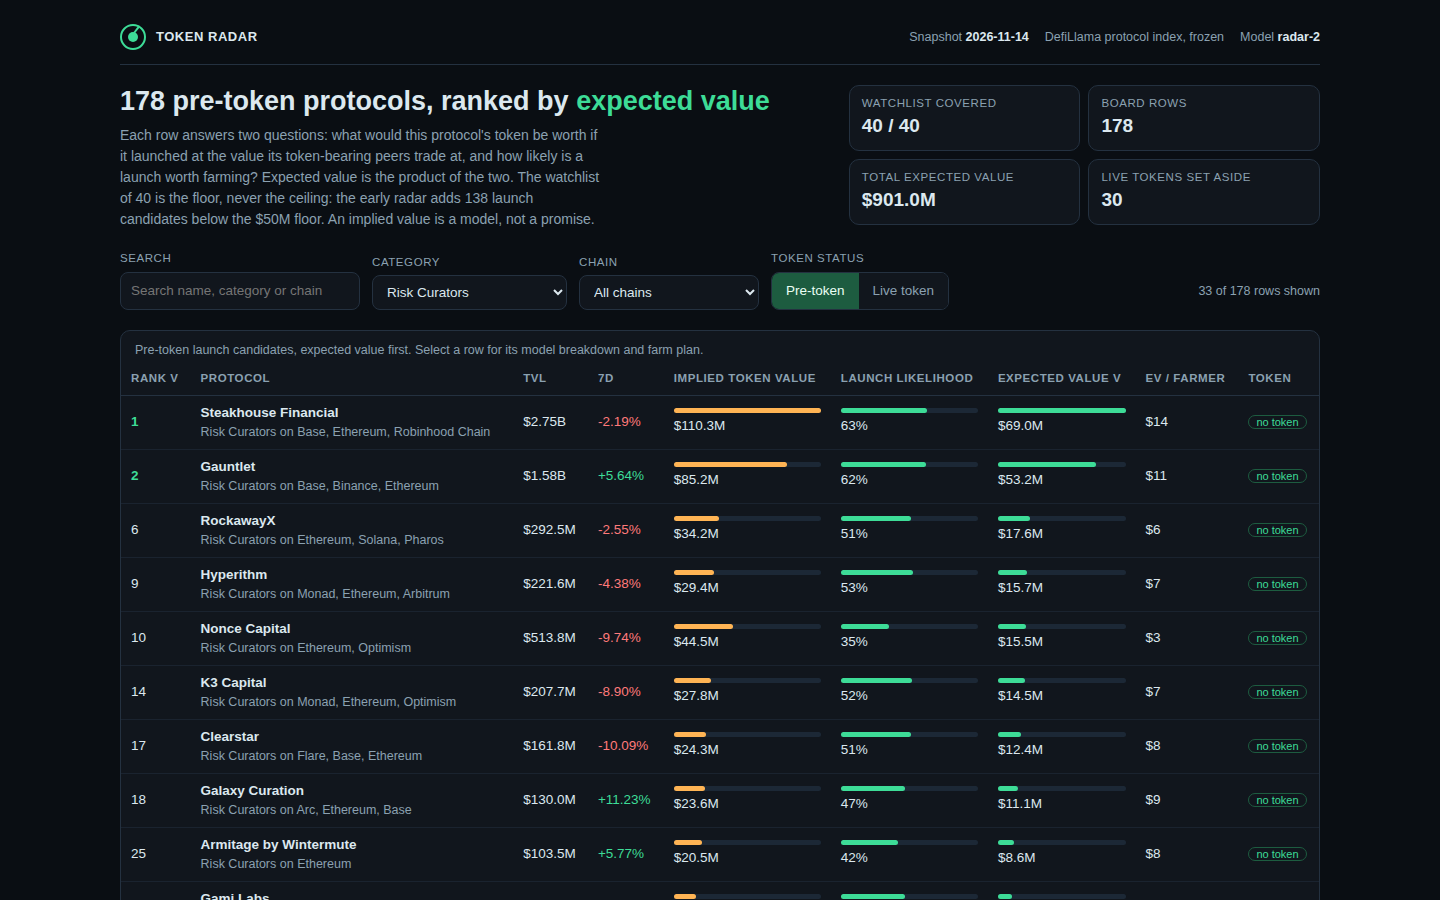 TOKEN RADAR
Snapshot 2026-11-14 DefiLlama protocol index, frozen Model radar-2
178 pre-token protocols, ranked by expected value
Each row answers two questions: what would this protocol's token be worth if
it launched at the value its token-bearing peers trade at, and how likely is a
launch worth farming? Expected value is the product of the two. The watchlist
of 40 is the floor, never the ceiling: the early radar adds 138 launch
candidates below the $50M floor. An implied value is a model, not a promise.
WATCHLIST COVERED
40 / 40
BOARD ROWS
178
TOTAL EXPECTED VALUE
$901.0M
LIVE TOKENS SET ASIDE
30
SEARCH
Search name, category or chain
CATEGORY
Risk Curators
CHAIN
All chains
TOKEN STATUS
Pre-token Live token
33 of 178 rows shown
Pre-token launch candidates, expected value first. Select a row for its model breakdown and farm plan.
RANK V PROTOCOL TVL 7D IMPLIED TOKEN VALUE LAUNCH LIKELIHOOD EXPECTED VALUE V EV / FARMER TOKEN
1 Steakhouse Financial $2.75B -2.19% $110.3M 63% $69.0M $14 no token
Risk Curators on Base, Ethereum, Robinhood Chain
2 Gauntlet $1.58B +5.64% $85.2M 62% $53.2M $11 no token
Risk Curators on Base, Binance, Ethereum
6 RockawayX $292.5M -2.55% $34.2M 51% $17.6M $6 no token
Risk Curators on Ethereum, Solana, Pharos
9 Hyperithm $221.6M -4.38% $29.4M 53% $15.7M $7 no token
Risk Curators on Monad, Ethereum, Arbitrum
10 Nonce Capital $513.8M -9.74% $44.5M 35% $15.5M $3 no token
Risk Curators on Ethereum, Optimism
14 K3 Capital $207.7M -8.90% $27.8M 52% $14.5M $7 no token
Risk Curators on Monad, Ethereum, Optimism
17 Clearstar $161.8M -10.09% $24.3M 51% $12.4M $8 no token
Risk Curators on Flare, Base, Ethereum
18 Galaxy Curation $130.0M +11.23% $23.6M 47% $11.1M $9 no token
Risk Curators on Arc, Ethereum, Base
25 Armitage by Wintermute $103.5M +5.77% $20.5M 42% $8.6M $8 no token
Risk Curators on Ethereum
Gami Labs